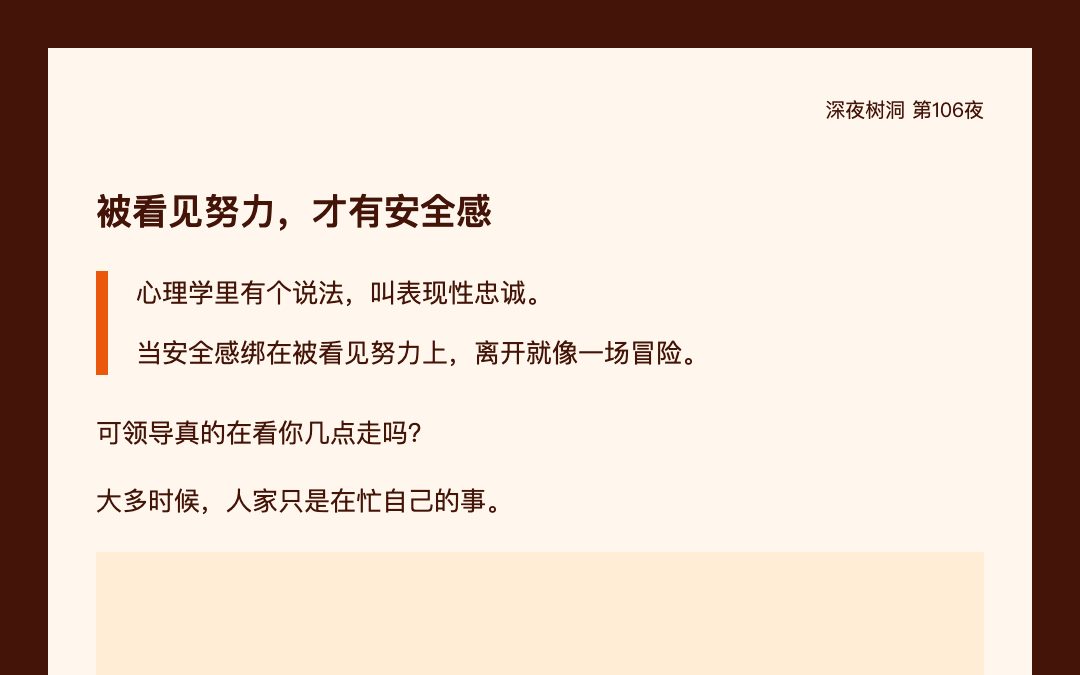 深夜树洞 第106夜
被看见努力，才有安全感
心理学里有个说法，叫表现性忠诚。
当安全感绑在被看见努力上，离开就像一场冒险。
可领导真的在看你几点走吗？
大多时候，人家只是在忙自己的事。